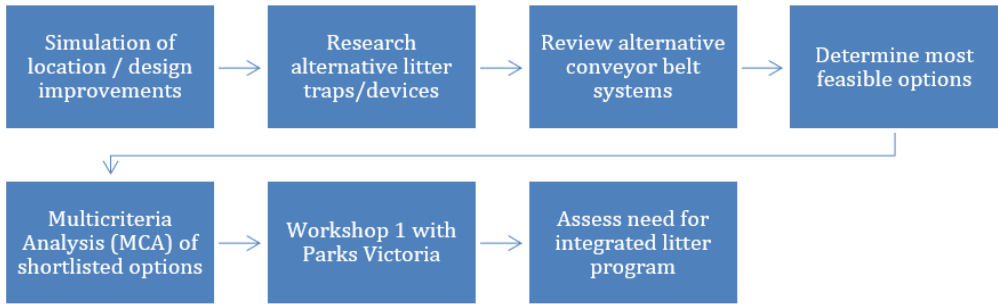 Simulation of
location / design
improvements
Research
alternative litter
traps/devices
Review alternative
conveyor belt
systems
Determine most
feasible options
Multicriteria
Analysis (MCA) of
shortlisted options
Workshop 1 with
Parks Victoria
Assess need for
integrated litter
program